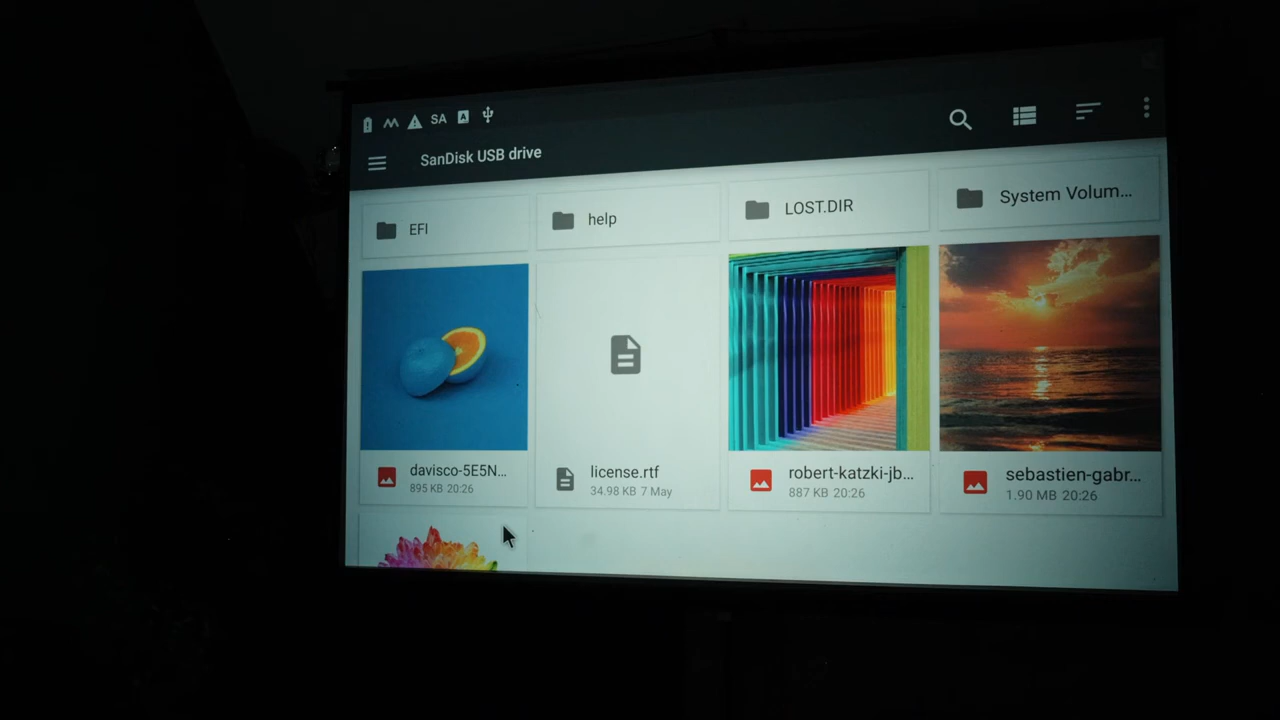 SA
SanDisk USB drive
EFI
help
LOST.DIR
System Volum...
davisco-5E5N...
895 KB 20:26
license.rtf
34.98 KB 7 May
robert-katzki-jb...
887 KB 20:26
sebastien-gabr...
1.90 MB 20:26